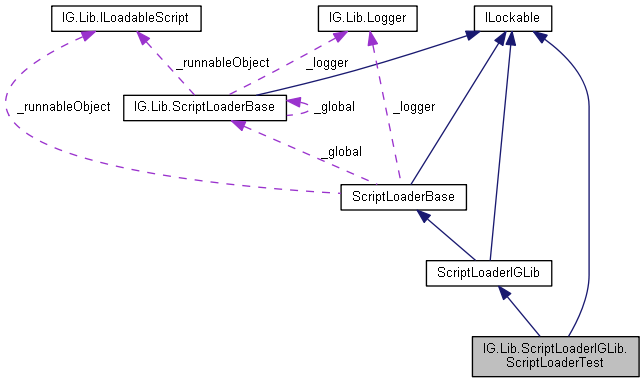 IG.Lib.ILoadableScript
IG.Lib.Logger
ILockable
_runnableObject
_logger
_runnableObject
IG.Lib.ScriptLoaderBase
_global
_logger
_global
ScriptLoaderBase
ScriptLoaderIGLib
IG.Lib.ScriptLoaderIGLib.
ScriptLoaderTest